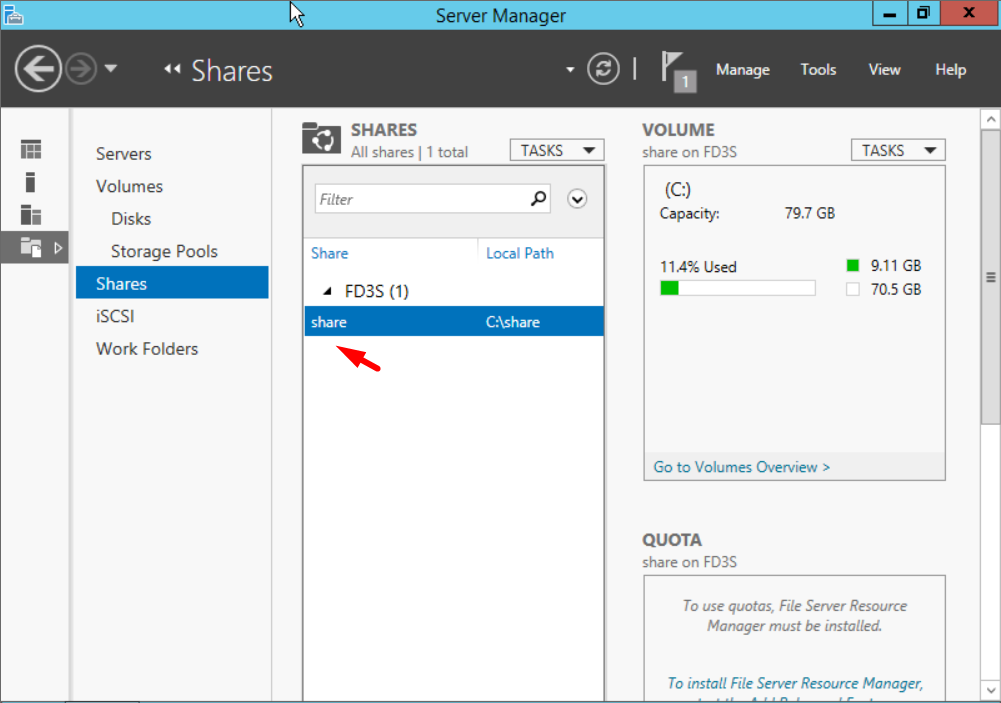 Server Manager
Shares
1
Manage
Tools
View
Help
Servers
Volumes
Disks
Storage Pools
Shares
iSCSI
Work Folders
SHARES
All shares | 1 total
TASKS
Filter
Share Local Path
FD3S (1)
share C:\share
VOLUME
share on FD3S
TASKS
(C:)
Capacity: 79.7 GB
11.4% Used 9.11 GB
70.5 GB
Go to Volumes Overview >
QUOTA
share on FD3S
To use quotas, File Server Resource
Manager must be installed.
To install File Server Resource Manager,